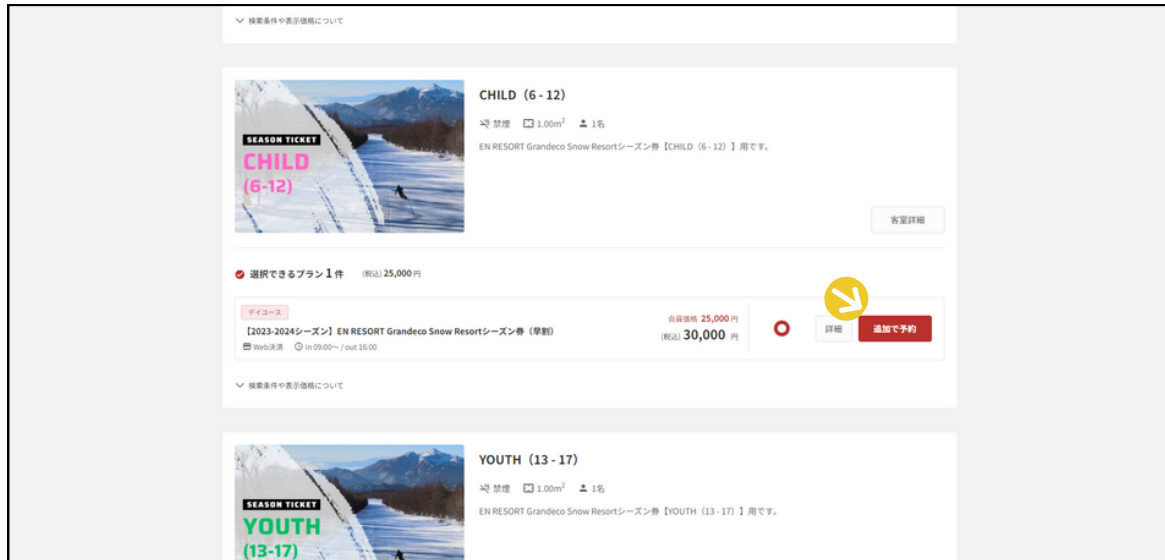 検索条件や表示価格について
SEASON TICKET
CHILD
(6-12)
CHILD（6 - 12）
禁煙 1.00m² 1名
EN RESORT Grandeco Snow Resortシーズン券【CHILD（6 - 12）】用です。
客室詳細
選択できるプラン 1 件 (税込) 25,000 円
デイユース
【2023-2024シーズン】EN RESORT Grandeco Snow Resortシーズン券（早割）
Web決済 in 09:00〜 / out 16:00
会員価格 25,000 円
(税込) 30,000 円
詳細
追加で予約
検索条件や表示価格について
SEASON TICKET
YOUTH
(13-17)
YOUTH（13 - 17）
禁煙 1.00m² 1名
EN RESORT Grandeco Snow Resortシーズン券【YOUTH（13 - 17）】用です。